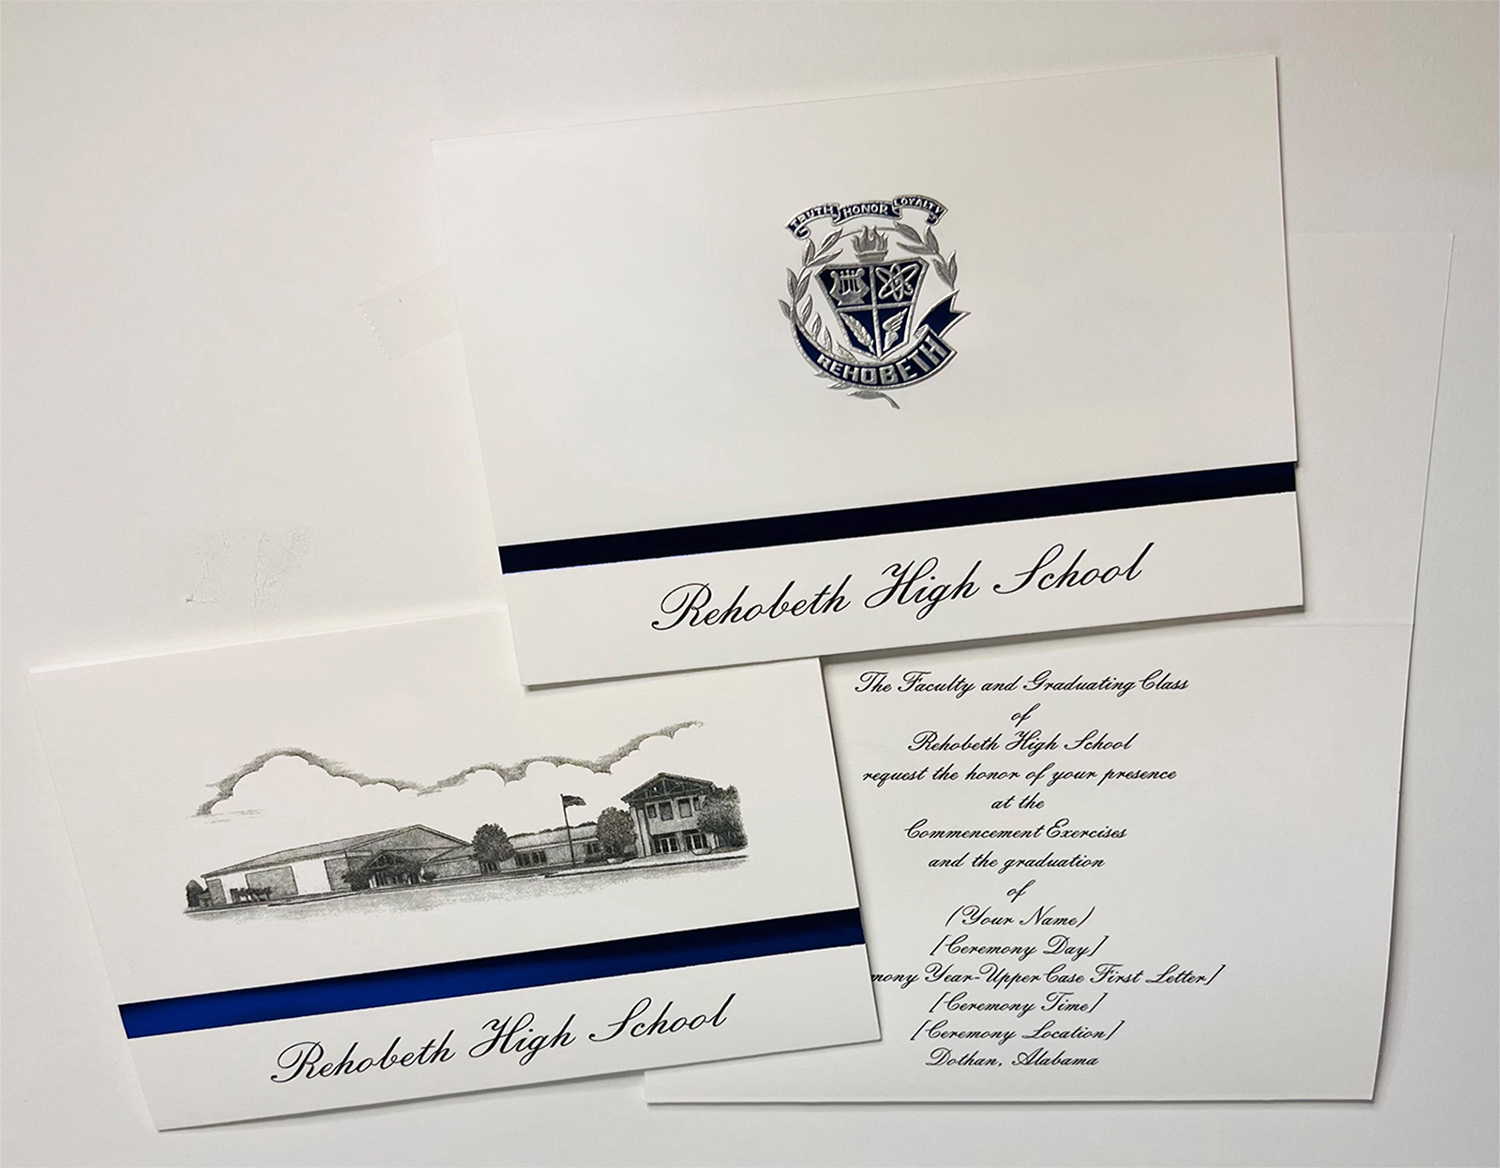 TRUTH HONOR LOYALTY
REHOBETH
Rehobeth High School
Rehobeth High School
The Faculty and Graduating Class
of
Rehobeth High School
request the honor of your presence
at the
Commencement Exercises
and the graduation
of
(Your Name)
[Ceremony Day]
Year-Upper Case First Letter]
[Ceremony Time]
[Ceremony Location]
Dothan, Alabama